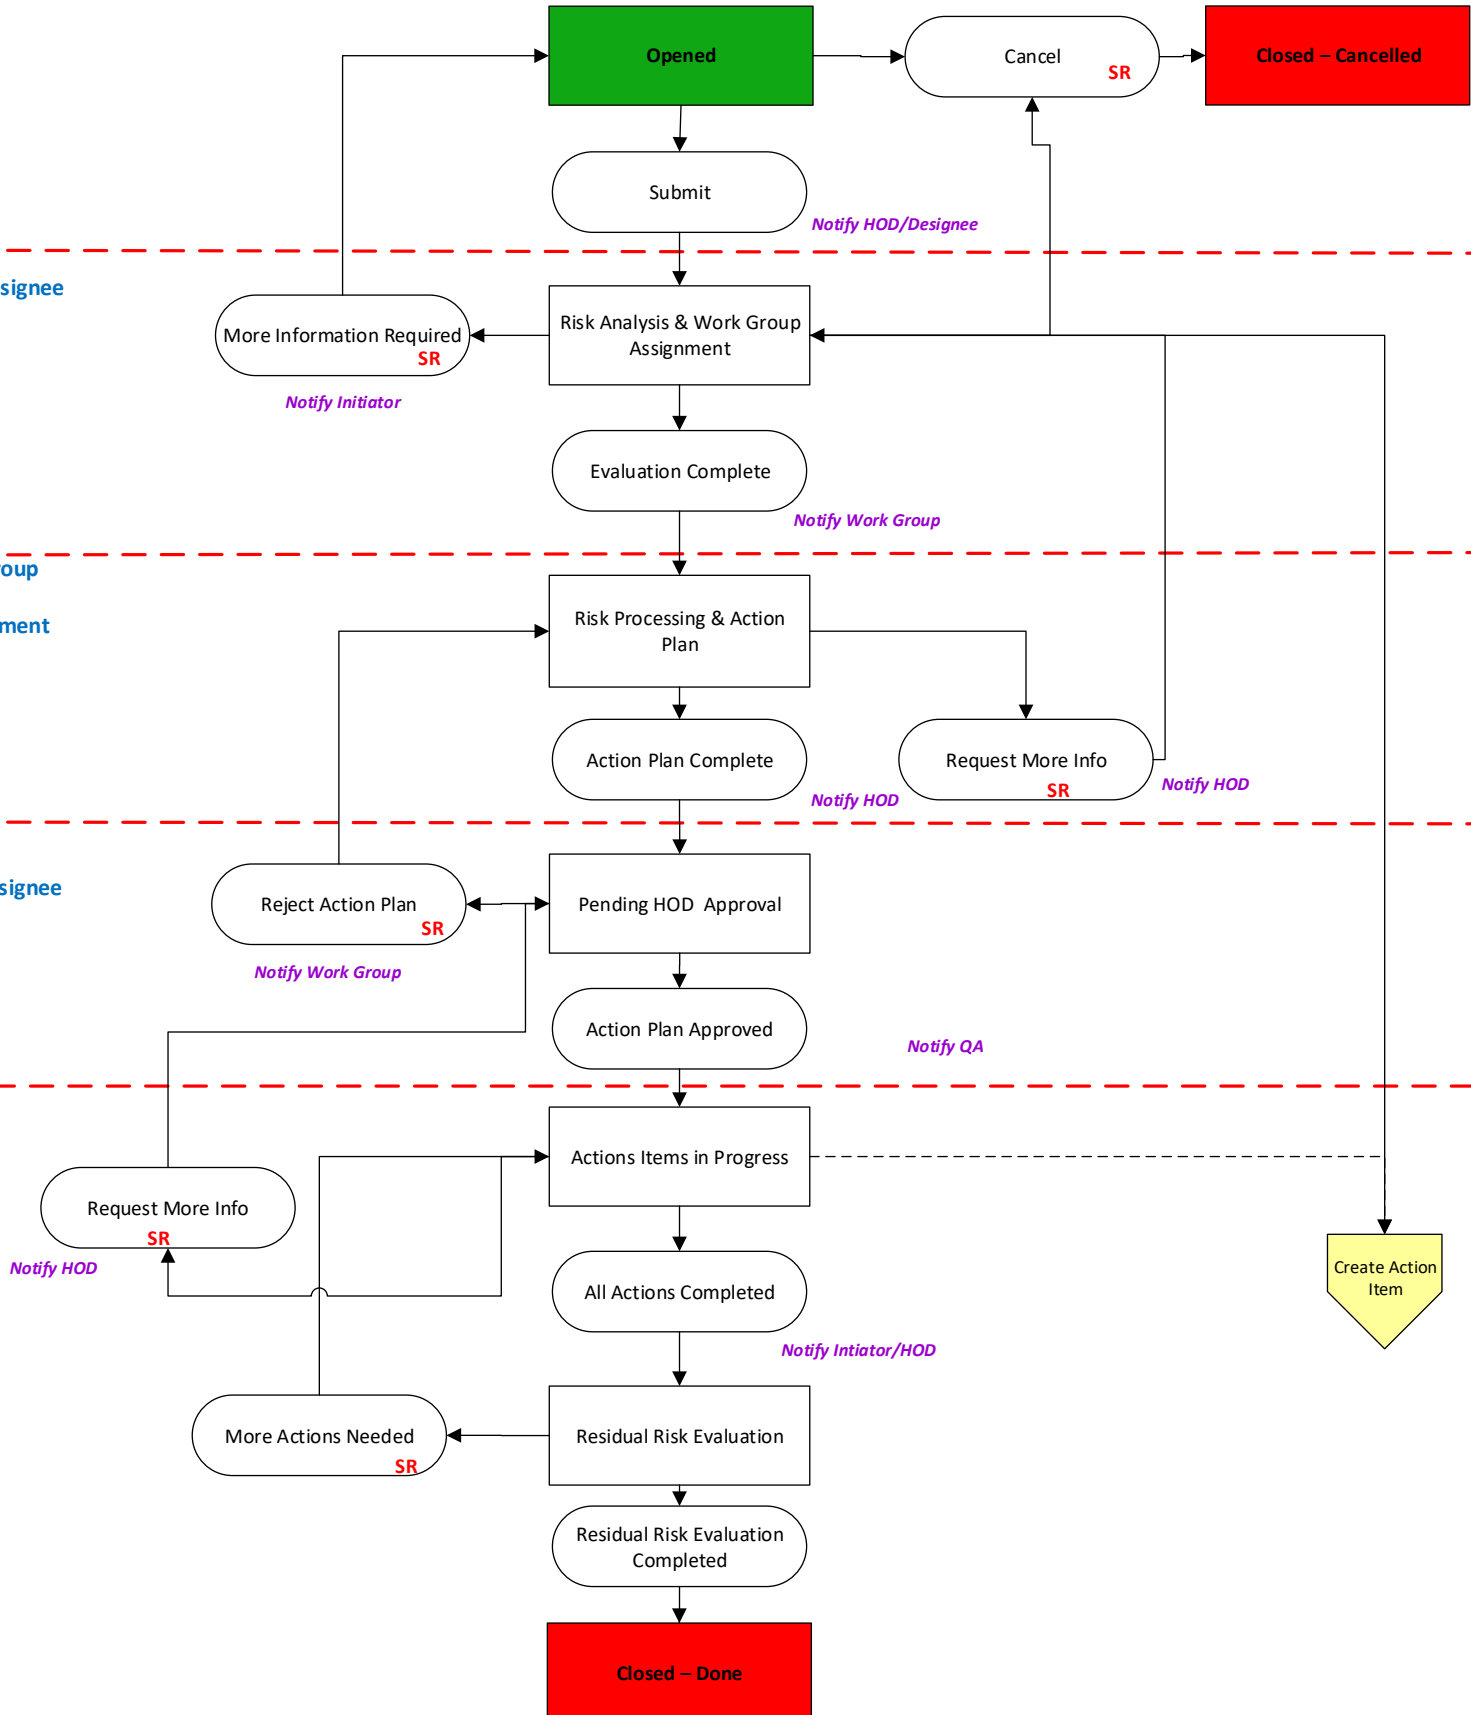 Opened
Cancel
SR
Closed – Cancelled
Submit
Notify HOD/Designee
signee
More Information Required
SR
Risk Analysis & Work Group
Assignment
Notify Initiator
Evaluation Complete
Notify Work Group
roup
ment
Risk Processing & Action
Plan
Action Plan Complete
Request More Info
SR
Notify HOD
Notify HOD
signee
Reject Action Plan
SR
Pending HOD  Approval
Notify Work Group
Action Plan Approved
Notify QA
Actions Items in Progress
Request More Info
SR
Notify HOD
All Actions Completed
Create Action
Item
Notify Intiator/HOD
More Actions Needed
SR
Residual Risk Evaluation
Residual Risk Evaluation
Completed
Closed – Done